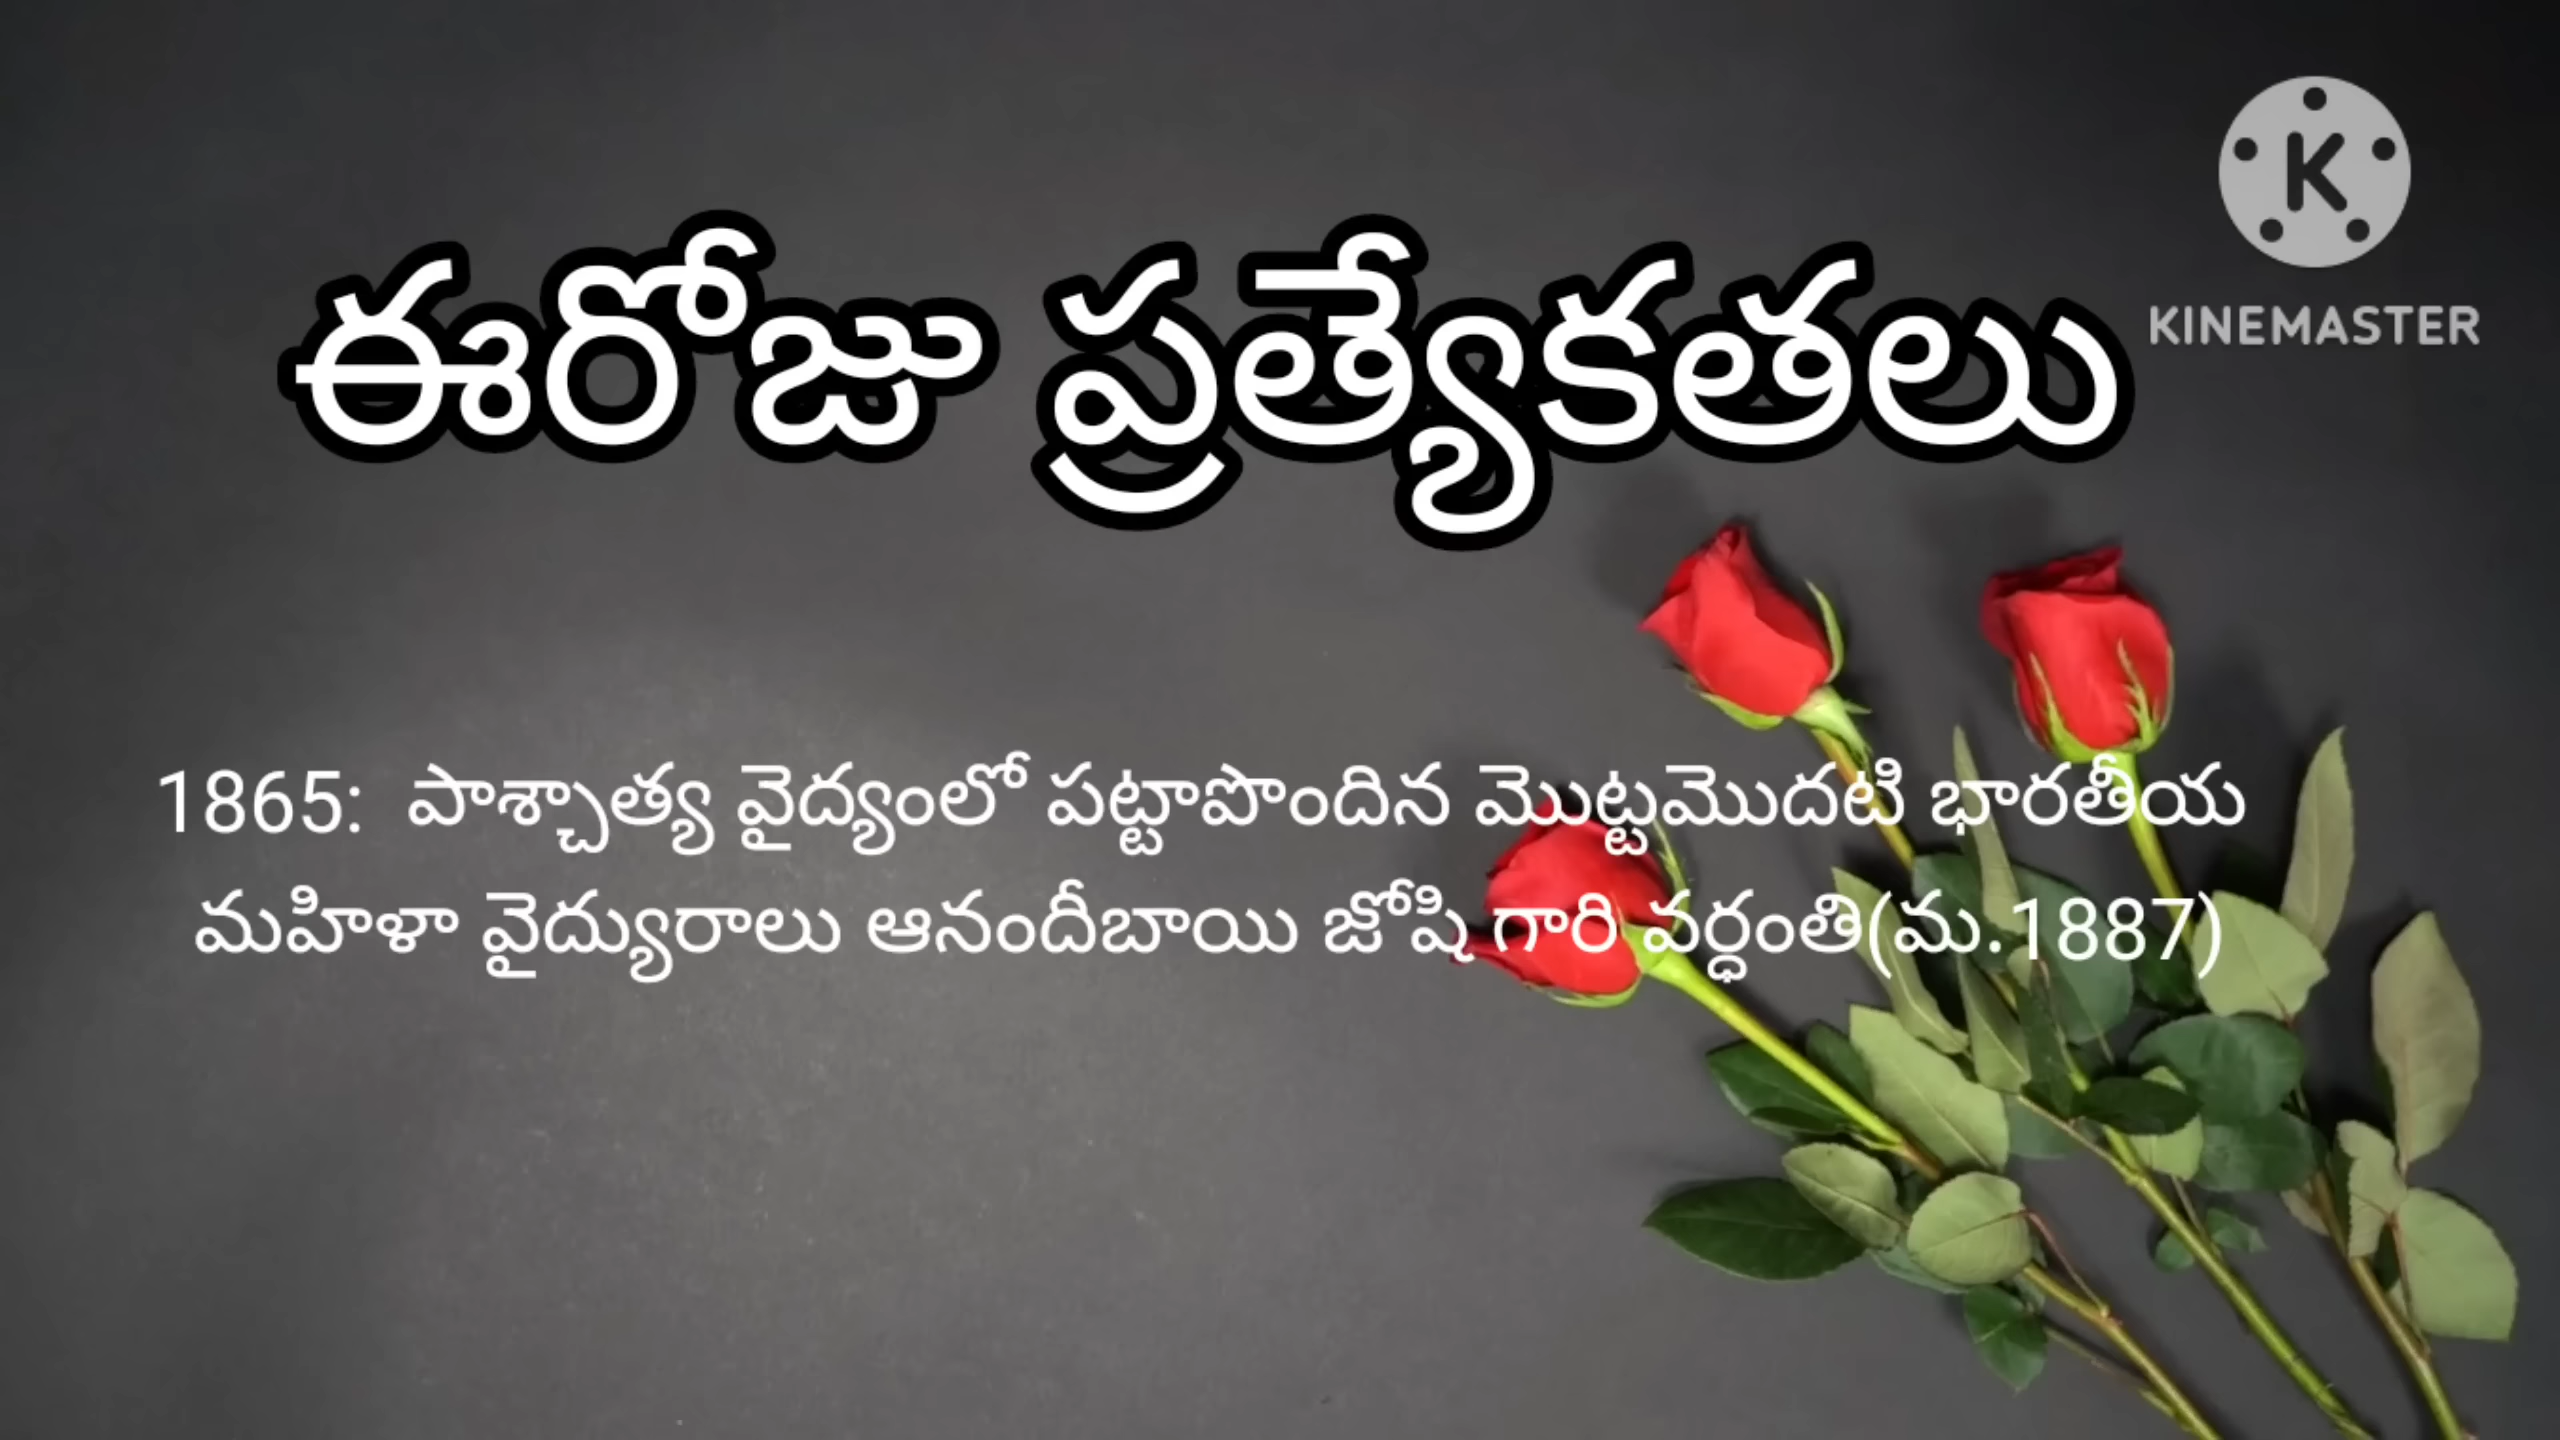 K
KINEMASTER
ఈరోజు ప్రత్యేకతలు
1865: పాశ్చాత్య వైద్యంలో పట్టాపొందిన మొట్టమొదటి భారతీయ
మహిళా వైద్యురాలు ఆనందీబాయి జోషి గారి వర్ధంతి(మ.1887)